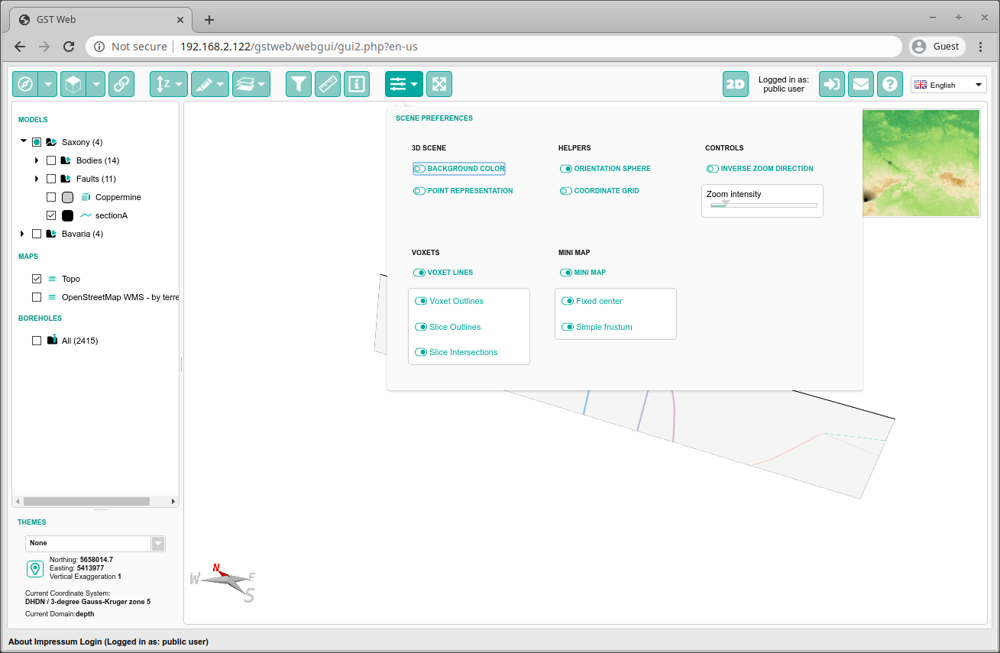 GST Web
Not secure
192.168.2.122/gstweb/webgui/gui2.php?en-us
Guest
Z
2D
Logged in as:
public user
English
MODELS
Saxony (4)
Bodies (14)
Faults (11)
Coppermine
sectionA
Bavaria (4)
MAPS
Topo
OpenStreetMap WMS - by terre
BOREHOLES
All (2415)
SCENE PREFERENCES
3D SCENE
BACKGROUND COLOR
POINT REPRESENTATION
HELPERS
ORIENTATION SPHERE
COORDINATE GRID
CONTROLS
INVERSE ZOOM DIRECTION
Zoom intensity
VOXETS
VOXET LINES
Voxet Outlines
Slice Outlines
Slice Intersections
MINI MAP
MINI MAP
Fixed center
Simple frustum
THEMES
None
Northing: 5658014.7
Easting: 5413977
Vertical Exaggeration 1
Current Coordinate System:
DHDN / 3-degree Gauss-Kruger zone 5
Current Domain:depth
N
W
E
S
About Impressum Login (Logged in as: public user)